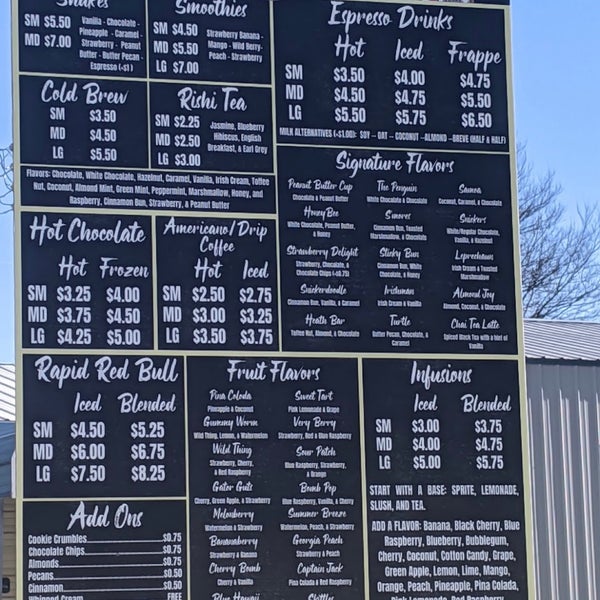 Shakes
SM $5.50
MD $7.00
Vanilla - Chocolate -
Pineapple - Caramel -
Strawberry - Peanut
Butter - Butter Pecan -
Espresso (+$1)
Smoothies
SM $4.50
MD $5.50
LG $7.00
Strawberry Banana -
Mango - Wild Berry -
Peach - Strawberry
Espresso Drinks
Hot Iced Frappe
SM $3.50 $4.00 $4.75
MD $4.50 $4.75 $5.50
LG $5.50 $5.75 $6.50
MILK ALTERNATIVES (+$1.00): SOY - OAT - COCONUT - ALMOND - BREVE (HALF & HALF)
Cold Brew
SM $3.50
MD $4.50
LG $5.50
Rishi Tea
SM $2.25
MD $2.50
LG $3.00
Jasmine, Blueberry
Hibiscus, English
Breakfast, & Earl Grey
Flavors: Chocolate, White Chocolate, Hazelnut, Caramel, Vanilla, Irish Cream, Toffee
Nut, Coconut, Almond Mint, Green Mint, Peppermint, Marshmallow, Honey, and
Raspberry, Cinnamon Bun, Strawberry, & Peanut Butter
Signature Flavors
Peanut Butter Cup
Chocolate & Peanut Butter
HoneyBee
White Chocolate, Peanut Butter,
& Honey
Strawberry Delight
Strawberry, Chocolate, &
Chocolate Chips (+0.75)
Snickerdoodle
Cinnamon Bun, Vanilla, & Caramel
Heath Bar
Toffee Nut, Almond, & Chocolate
The Penguin
White Chocolate & Chocolate
Smores
Cinnamon Bun, Toasted
Marshmallow, & Chocolate
Sticky Bun
Cinnamon Bun, White
Chocolate, & Honey
Irishman
Irish Cream & Vanilla
Turtle
Butter Pecan, Chocolate, &
Caramel
Samoa
Coconut, Caramel, & Chocolate
Snickers
White/Regular Chocolate,
Vanilla, & Hazelnut
Leprechaun
Irish Cream & Toasted
Marshmallow
Almond Joy
Almond, Coconut, & Chocolate
Chai Tea Latte
Spiced Black Tea with a hint of
Vanilla
Hot Chocolate
Hot Frozen
SM $3.25 $4.00
MD $3.75 $4.50
LG $4.25 $5.00
Americano/Drip
Coffee
Hot Iced
SM $2.50 $2.75
MD $3.00 $3.25
LG $3.50 $3.75
Rapid Red Bull
Iced Blended
SM $4.50 $5.25
MD $6.00 $6.75
LG $7.50 $8.25
Add Ons
Cookie Crumbles $0.75
Chocolate Chips $0.75
Almonds $0.75
Pecans $0.50
Cinnamon $0.50
Whipped Cream FREE
Fruit Flavors
Pina Colada
Pineapple & Coconut
Gummy Worm
Wild Thing, Lemon, & Watermelon
Wild Thing
Strawberry, Cherry,
& Red Raspberry
Gator Guts
Cherry, Green Apple, & Strawberry
Melonberry
Watermelon & Strawberry
Bananaberry
Strawberry & Banana
Cherry Bomb
Cherry & Vanilla
Blue Hawaii
Sweet Tart
Pink Lemonade & Grape
Very Berry
Strawberry, Red & Blue Raspberry
Sour Patch
Blue Raspberry, Strawberry,
& Orange
Bomb Pop
Blue Raspberry, Vanilla, & Cherry
Summer Breeze
Watermelon, Peach, & Strawberry
Georgia Peach
Strawberry & Peach
Captain Jack
Pina Colada & Red Raspberry
Skittles
Infusions
Iced Blended
SM $3.00 $3.75
MD $4.00 $4.75
LG $5.00 $5.75
START WITH A BASE: SPRITE, LEMONADE,
SLUSH, AND TEA.
ADD A FLAVOR: Banana, Black Cherry, Blue
Raspberry, Blueberry, Bubblegum,
Cherry, Coconut, Cotton Candy, Grape,
Green Apple, Lemon, Lime, Mango,
Orange, Peach, Pineapple, Pina Colada,
Pink Lemonade, Red Raspberry,